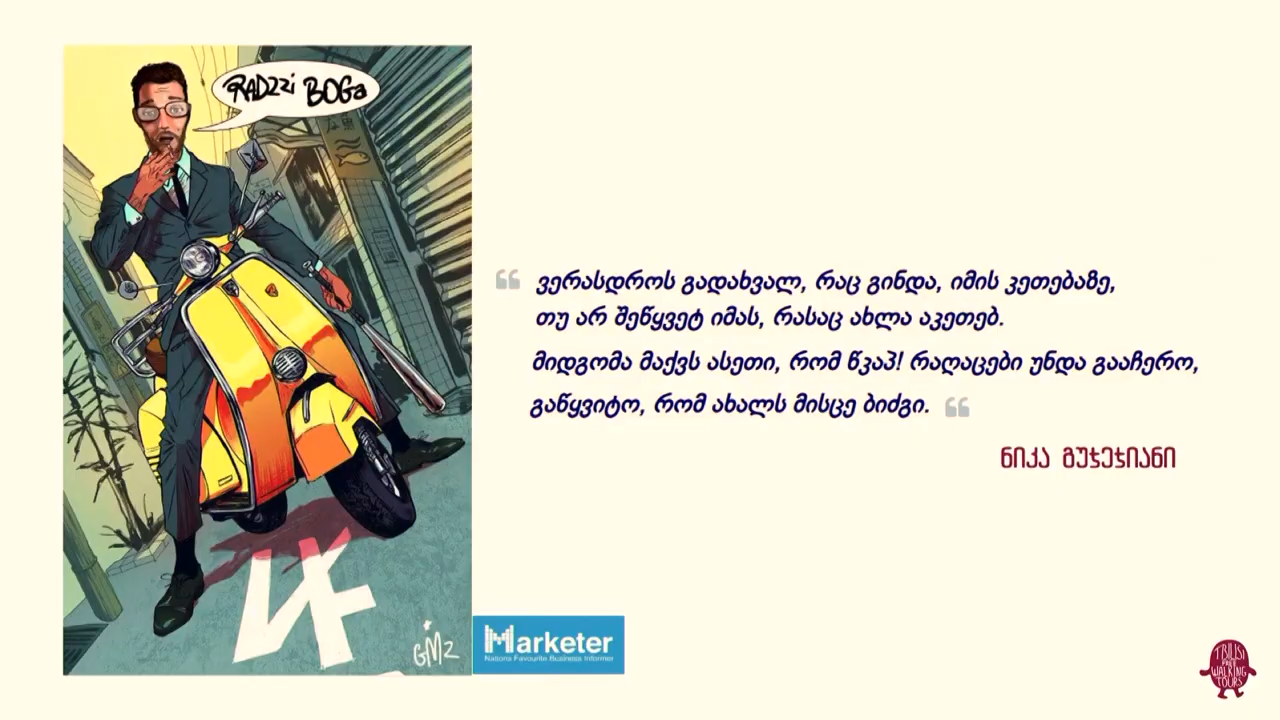 RADZZi BOGa
ვერასდროს გადახვალ, რაც გინდა, იმის კეთებაზე,
თუ არ შეწყვეტ იმას, რასაც ახლა აკეთებ.
მიდგომა მაქვს ასეთი, რომ წკაპ! რაღაცები უნდა გააჩერო,
გაწყვიტო, რომ ახალს მისცე ბიძგი.
ნიკა გუჯეჯიანი
GMZ
Marketer
Nations Favourite Business Informer
TBILISI
FREE
WALKING
TOURS